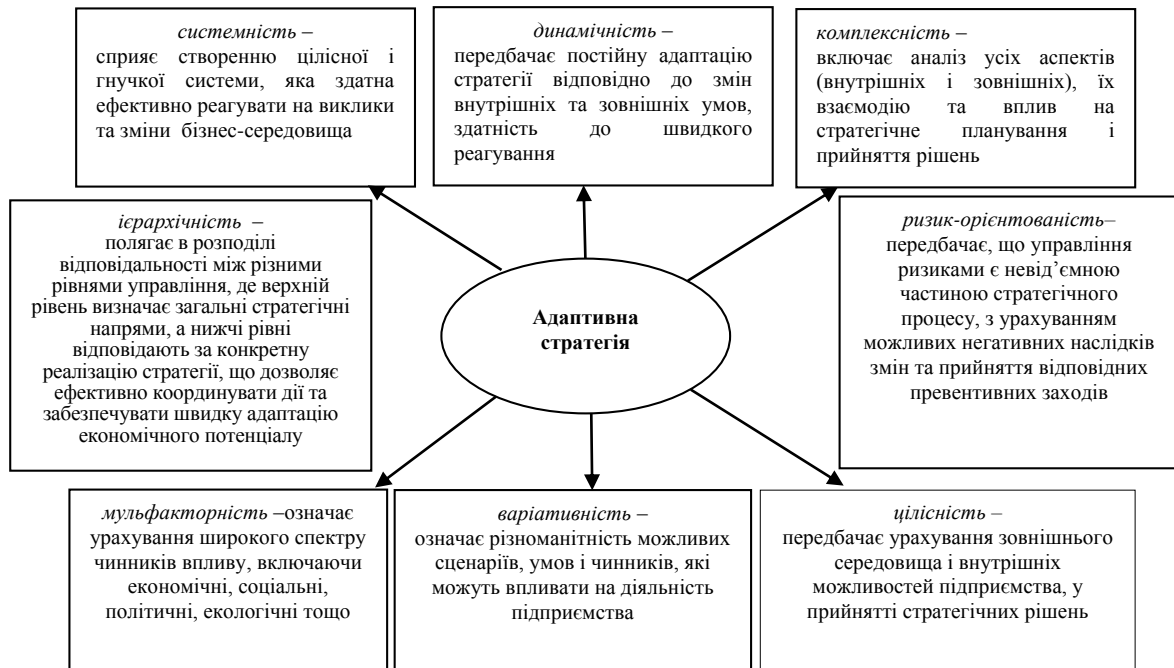 системність –
сприяє створенню цілісної і
гнучкої системи, яка здатна
ефективно реагувати на виклики
та зміни бізнес-середовища
динамічність –
передбачає постійну адаптацію
стратегії відповідно до змін
внутрішніх та зовнішніх умов,
здатність до швидкого
реагування
комплексність –
включає аналіз усіх аспектів
(внутрішніх і зовнішніх), їх
взаємодію та вплив на
стратегічне планування і
прийняття рішень
ієрархічність –
полягає в розподілі
відповідальності між різними
рівнями управління, де верхній
рівень визначає загальні стратегічні
напрями, а нижчі рівні
відповідають за конкретну
реалізацію стратегії, що дозволяє
ефективно координувати дії та
забезпечувати швидку адаптацію
економічного потенціалу
Адаптивна
стратегія
ризик-орієнтованість–
передбачає, що управління
ризиками є невід’ємною
частиною стратегічного
процесу, з урахуванням
можливих негативних наслідків
змін та прийняття відповідних
превентивних заходів
мульфакторність –означає
урахування широкого спектру
чинників впливу, включаючи
економічні, соціальні,
політичні, екологічні тощо
варіативність –
означає різноманітність можливих
сценаріїв, умов і чинників, які
можуть впливати на діяльність
підприємства
цілісність –
передбачає урахування зовнішнього
середовища і внутрішніх
можливостей підприємства, у
прийнятті стратегічних рішень